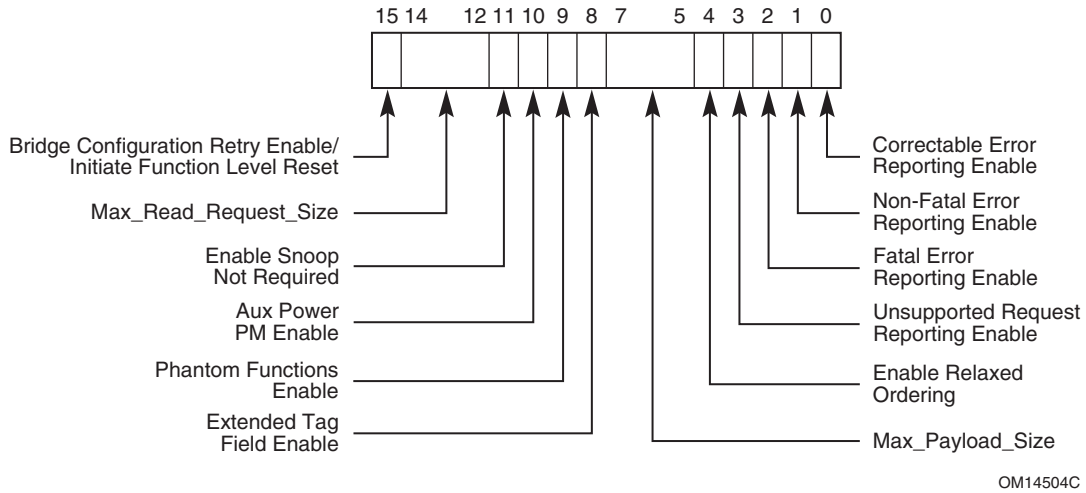 15 14 12 11 10 9 8 7 5 4 3 2 1 0
Bridge Configuration Retry Enable/
Initiate Function Level Reset
Max_Read_Request_Size
Enable Snoop
Not Required
Aux Power
PM Enable
Phantom Functions
Enable
Extended Tag
Field Enable
Correctable Error
Reporting Enable
Non-Fatal Error
Reporting Enable
Fatal Error
Reporting Enable
Unsupported Request
Reporting Enable
Enable Relaxed
Ordering
Max_Payload_Size
OM14504C